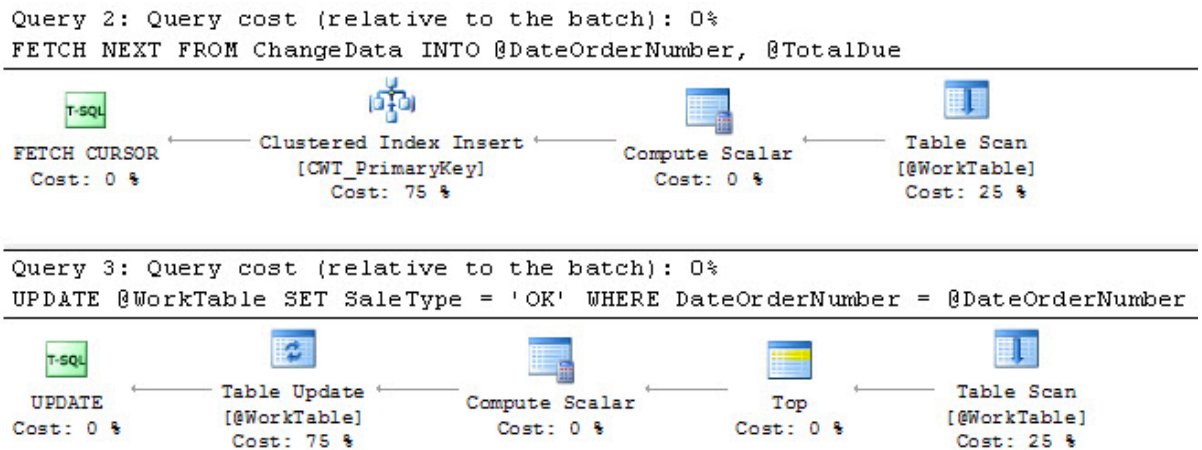 Query 2: Query cost (relative to the batch): 0%
FETCH NEXT FROM ChangeData INTO @DateOrderNumber, @TotalDue
T-SQL
FETCH CURSOR
Cost: 0 %
Clustered Index Insert
[CWT_PrimaryKey]
Cost: 75 %
Compute Scalar
Cost: 0 %
Table Scan
[@WorkTable]
Cost: 25 %
Query 3: Query cost (relative to the batch): 0%
UPDATE @WorkTable SET SaleType = 'OK' WHERE DateOrderNumber = @DateOrderNumber
T-SQL
UPDATE
Cost: 0 %
Table Update
[@WorkTable]
Cost: 75 %
Compute Scalar
Cost: 0 %
Top
Cost: 0 %
Table Scan
[@WorkTable]
Cost: 25 %